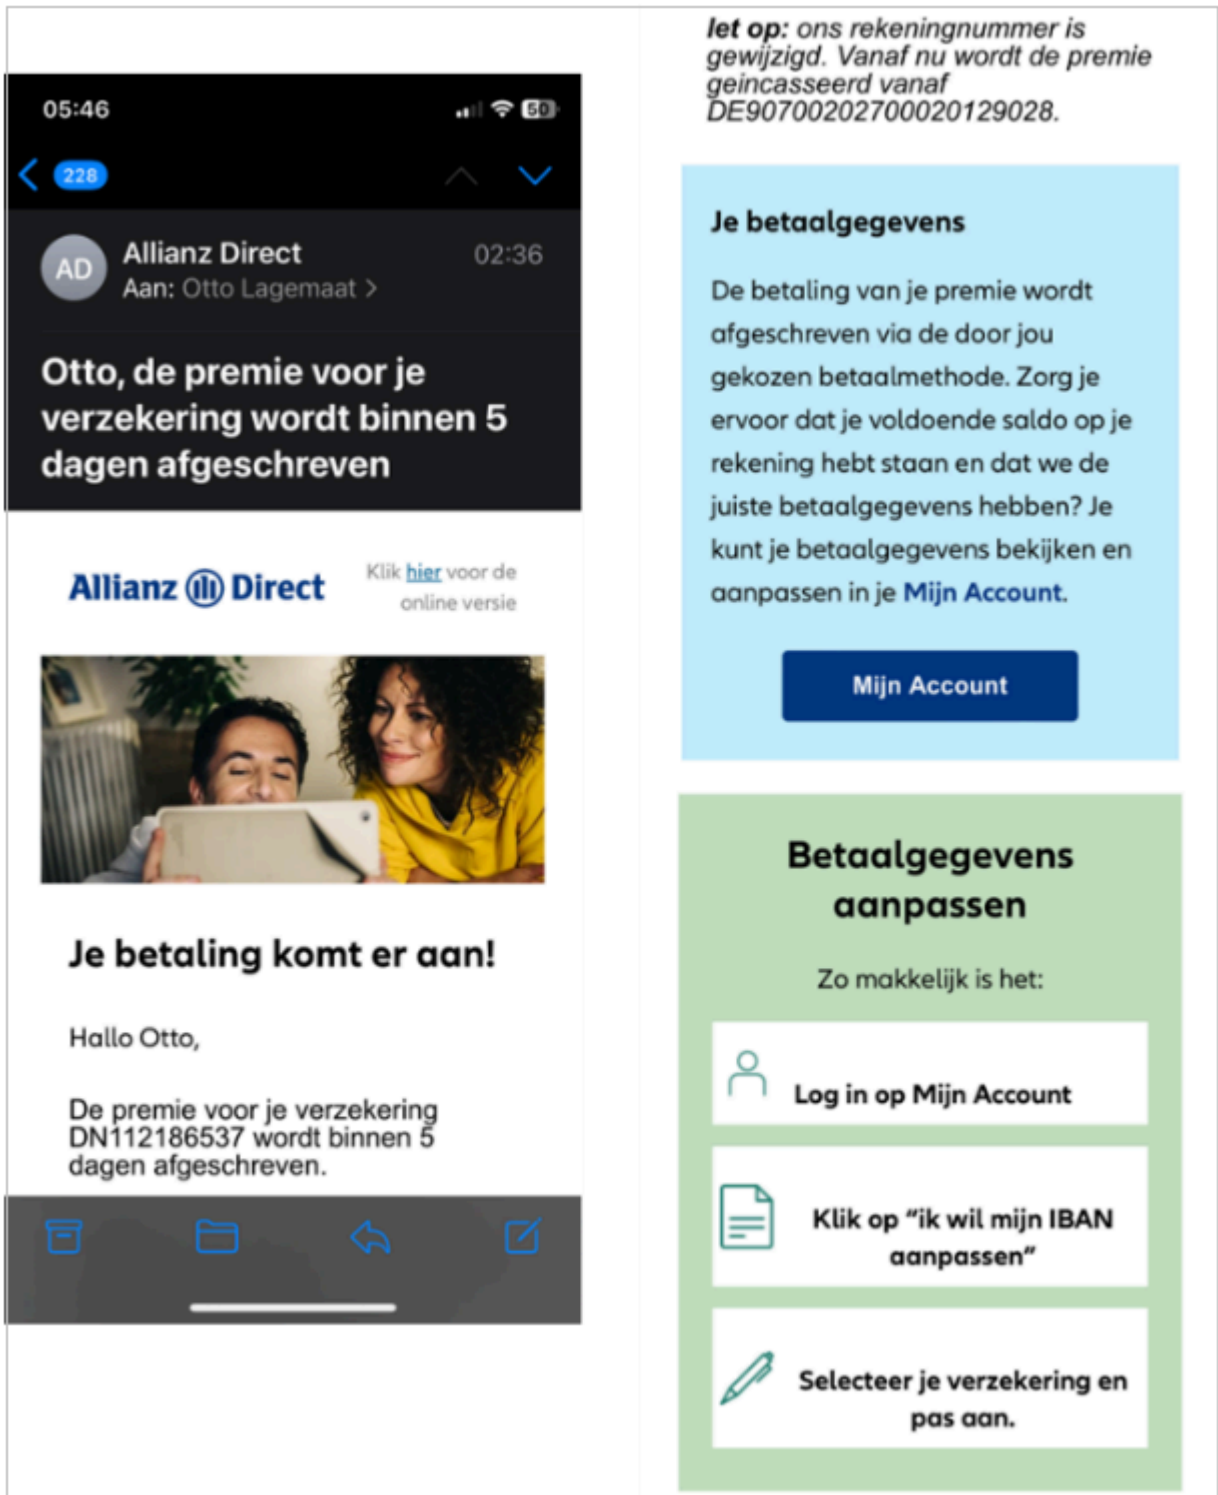 05:46
50
228
AD
Allianz Direct
02:36
Aan: Otto Lagemaat >
Otto, de premie voor je
verzekering wordt binnen 5
dagen afgeschreven
Allianz Direct
Klik hier voor de
online versie
Je betaling komt er aan!
Hallo Otto,
De premie voor je verzekering
DN112186537 wordt binnen 5
dagen afgeschreven.
let op: ons rekeningnummer is
gewijzigd. Vanaf nu wordt de premie
geincasseerd vanaf
DE90700202700020129028.
Je betaalgegevens
De betaling van je premie wordt
afgeschreven via de door jou
gekozen betaalmethode. Zorg je
ervoor dat je voldoende saldo op je
rekening hebt staan en dat we de
juiste betaalgegevens hebben? Je
kunt je betaalgegevens bekijken en
aanpassen in je Mijn Account.
Mijn Account
Betaalgegevens
aanpassen
Zo makkelijk is het:
Log in op Mijn Account
Klik op “ik wil mijn IBAN
aanpassen”
Selecteer je verzekering en
pas aan.